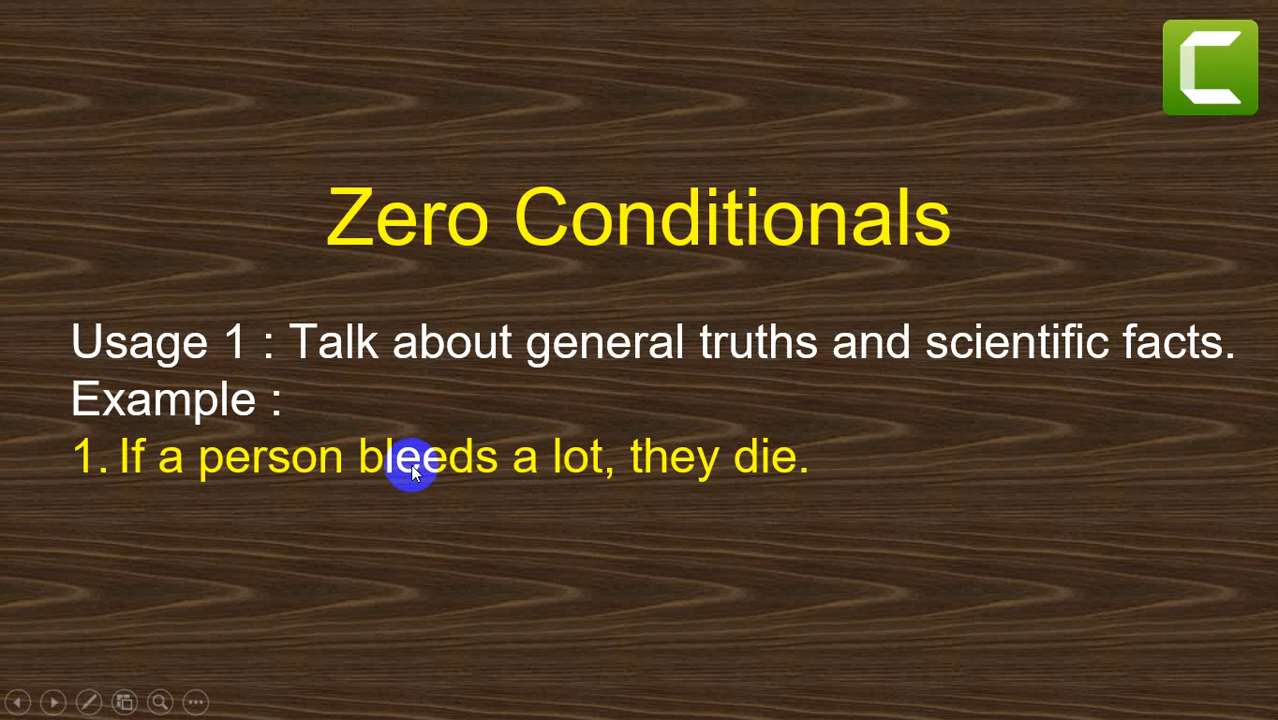 Zero Conditionals
Usage 1 : Talk about general truths and scientific facts.
Example :
1. If a person bleeds a lot, they die.